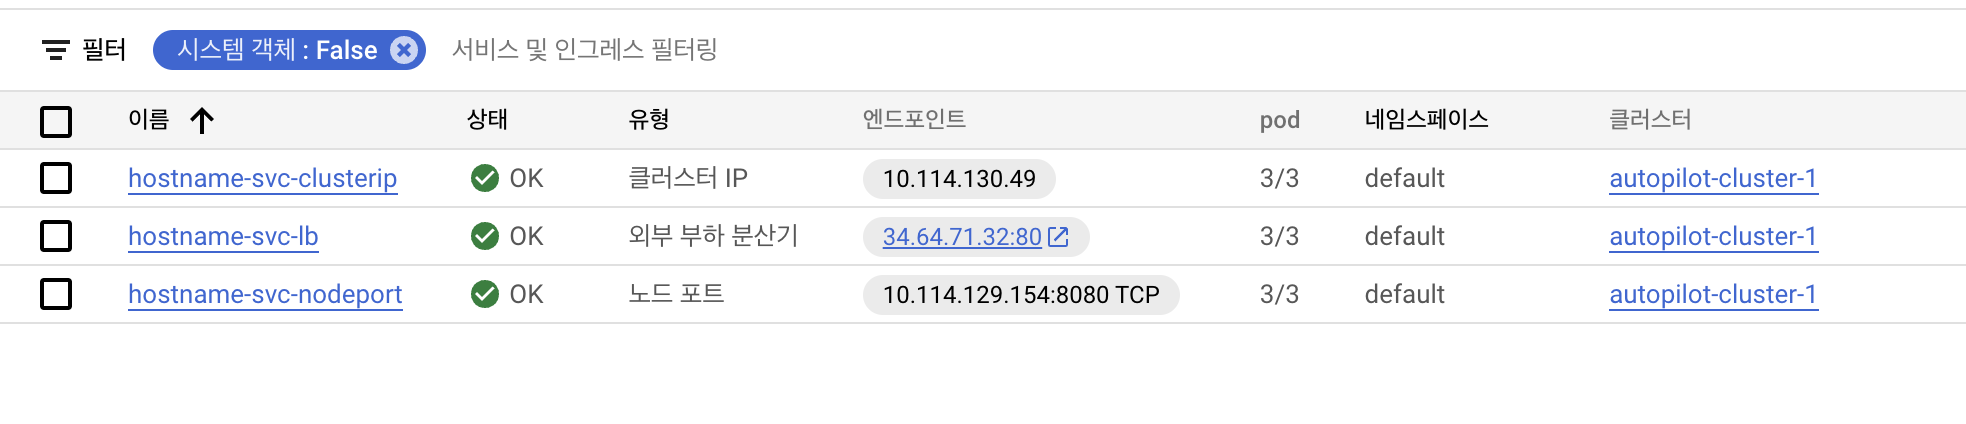 필터 시스템 객체 : False 서비스 및 인그레스 필터링
이름 상태 유형 엔드포인트 pod 네임스페이스 클러스터
hostname-svc-clusterip OK 클러스터 IP 10.114.130.49 3/3 default autopilot-cluster-1
hostname-svc-lb OK 외부 부하 분산기 34.64.71.32:80 3/3 default autopilot-cluster-1
hostname-svc-nodeport OK 노드 포트 10.114.129.154:8080 TCP 3/3 default autopilot-cluster-1